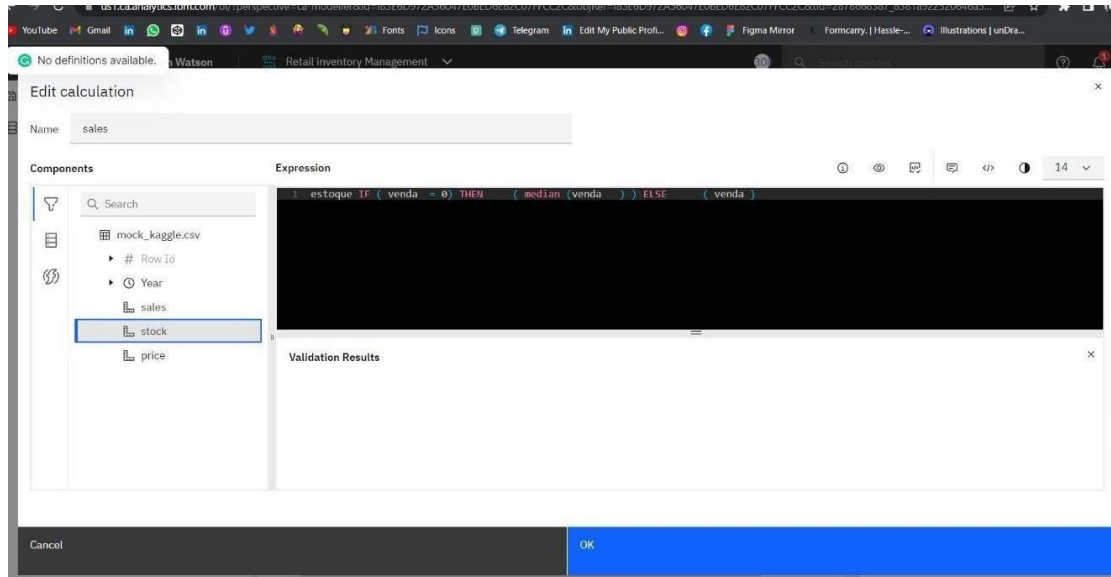 YouTube Gmail Fonts Icons Telegram Edit My Public Profi... Figma Mirror Formcarry. | Hassle-... Illustrations | unDra...
No definitions available. Watson Retail inventory Management Search content
Edit calculation
Name sales
Components Expression 14
1 estoque IF ( venda = 0) THEN ( median (venda ) ) ELSE ( venda )
Search
mock_kaggle.csv
# Row Id
Year
sales
stock
price
Validation Results
Cancel OK